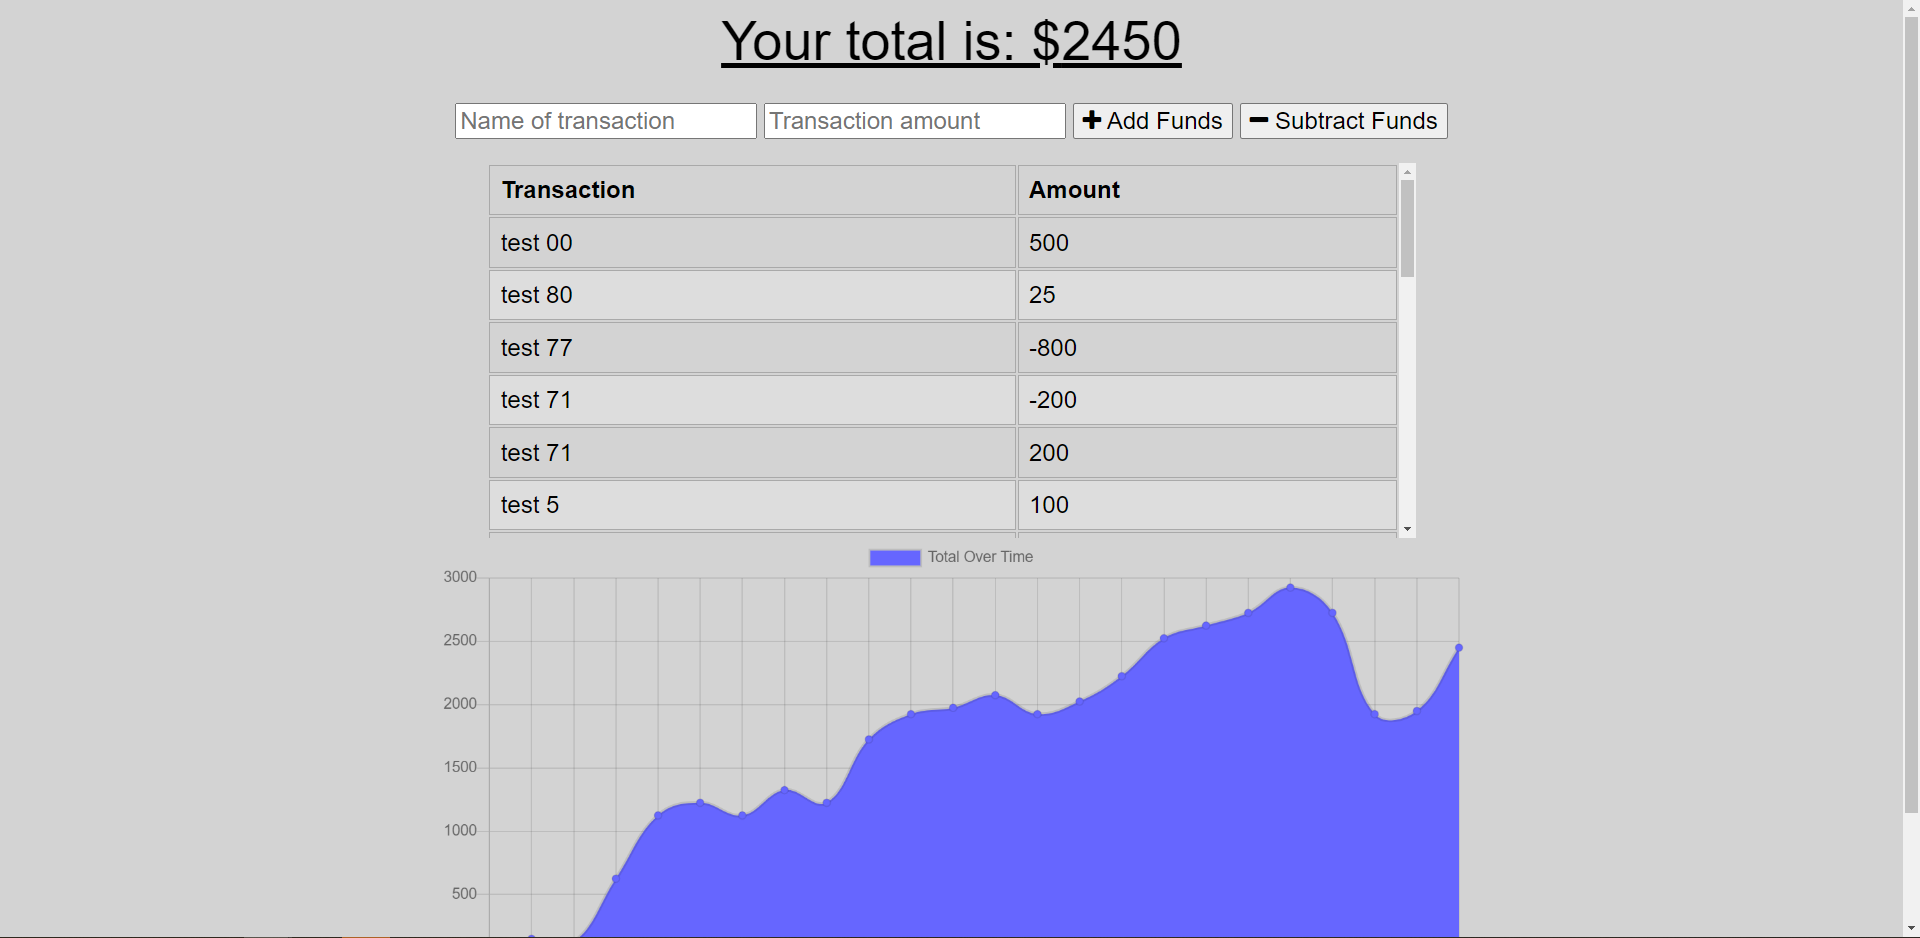 Your total is: $2450
Name of transaction Transaction amount Add Funds Subtract Funds
Transaction Amount
test 00 500
test 80 25
test 77 -800
test 71 -200
test 71 200
test 5 100
Total Over Time
3000
2500
2000
1500
1000
500